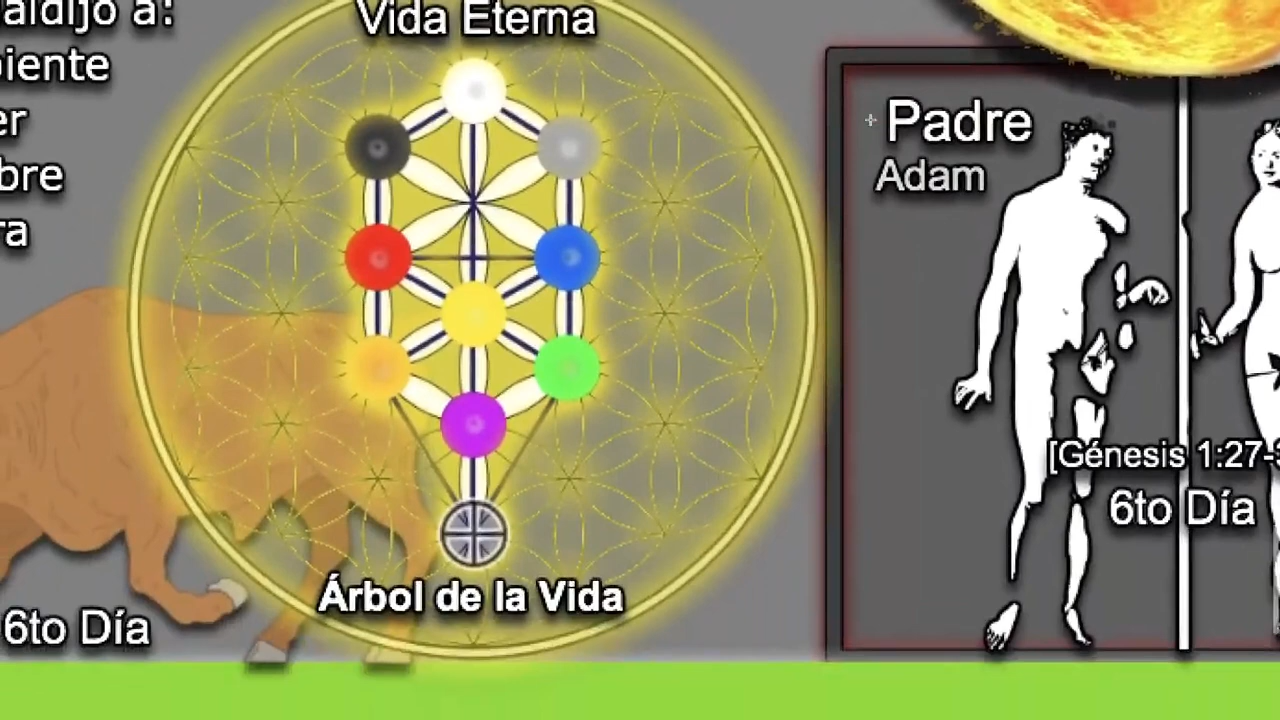 Vida Eterna
Árbol de la Vida
6to Día
Padre
Adam
[Génesis 1:27-
6to Día